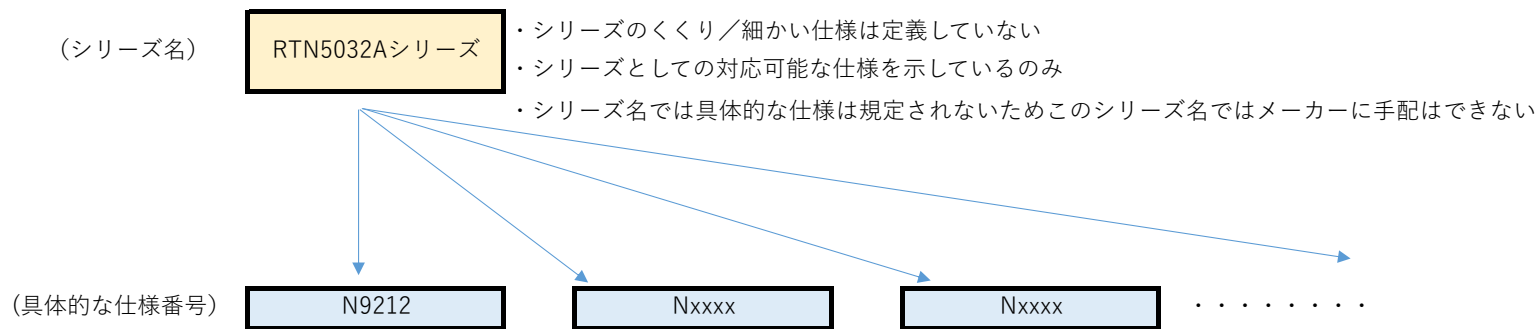 ・シリーズのくくり／細かい仕様は定義していない
(シリーズ名)
RTN5032Aシリーズ
・シリーズとしての対応可能な仕様を示しているのみ
・シリーズ名では具体的な仕様は規定されないためこのシリーズ名ではメーカーに手配はできない
(具体的な仕様番号)
N9212
Nxxxx
Nxxxx
・・・・・・・・